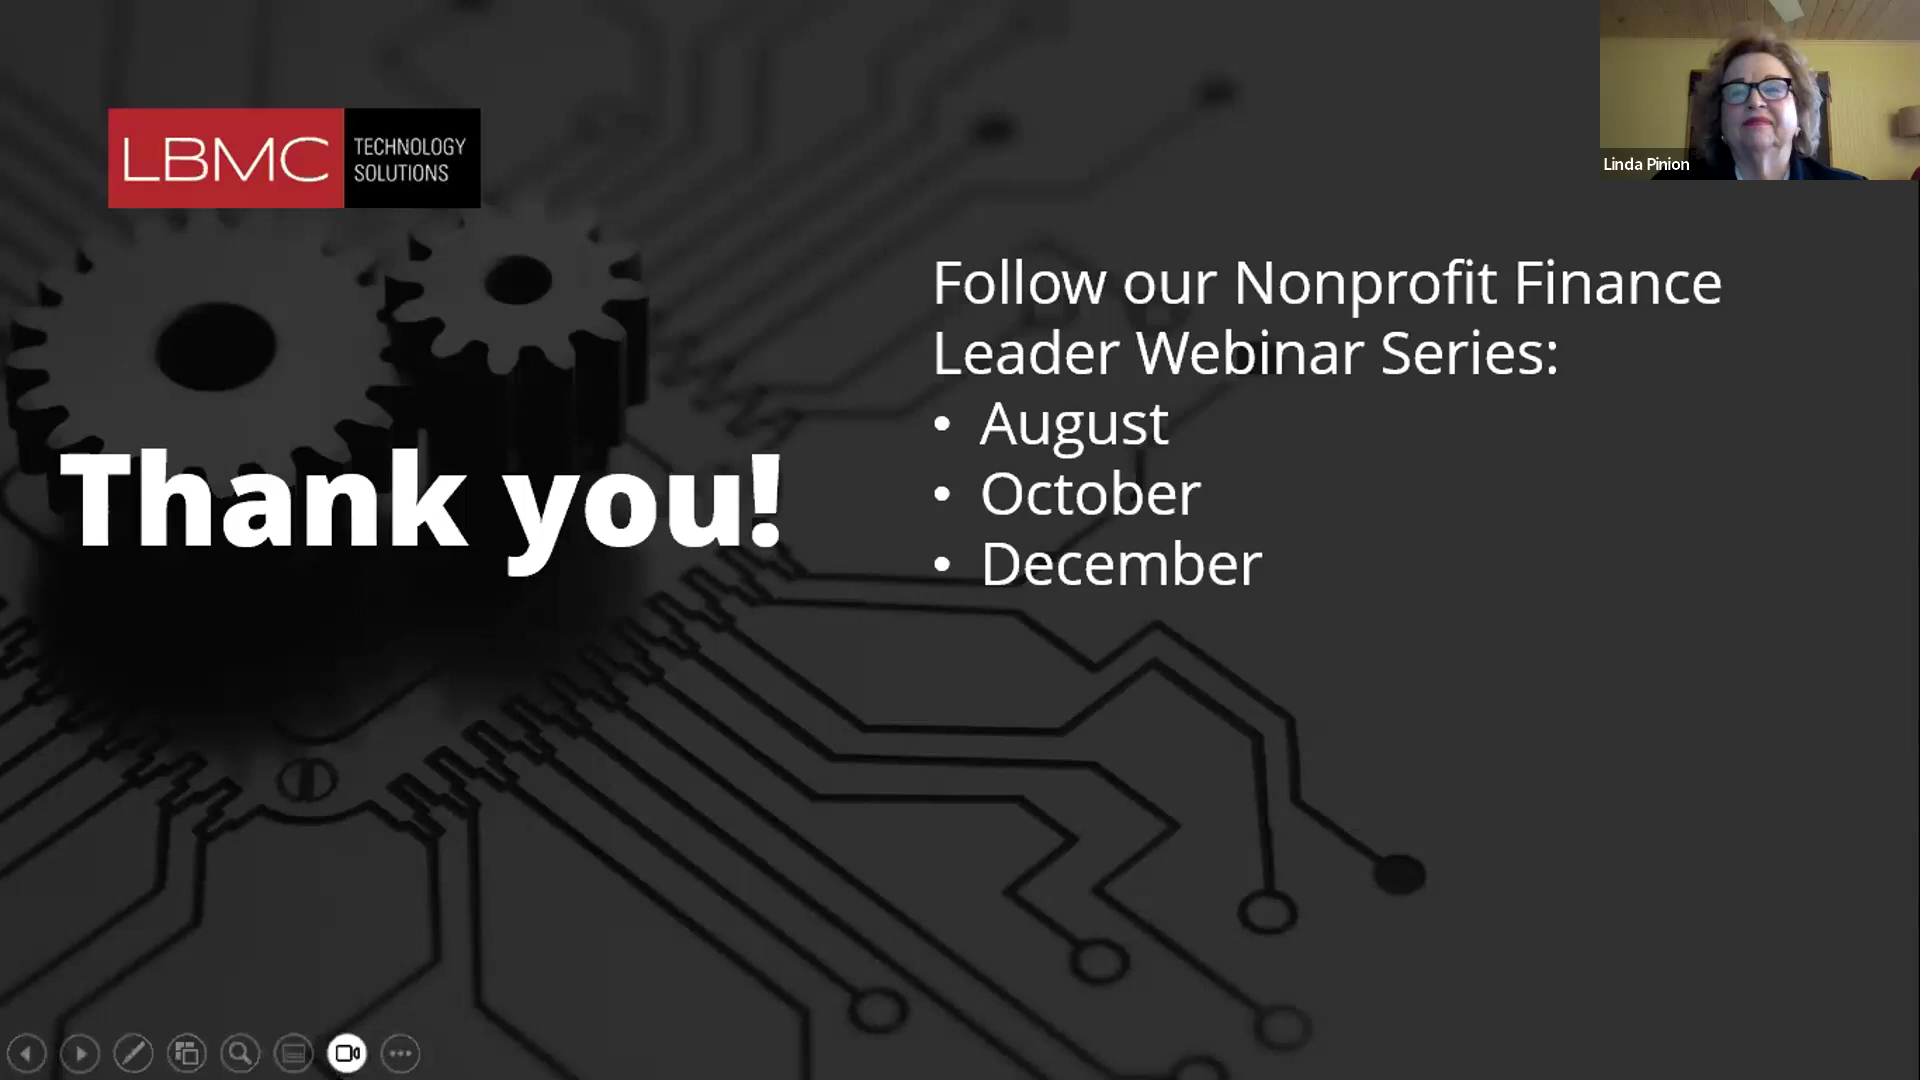 LBMC
TECHNOLOGY
SOLUTIONS
Linda Pinion
Thank you!
Follow our Nonprofit Finance
Leader Webinar Series:
• August
• October
• December